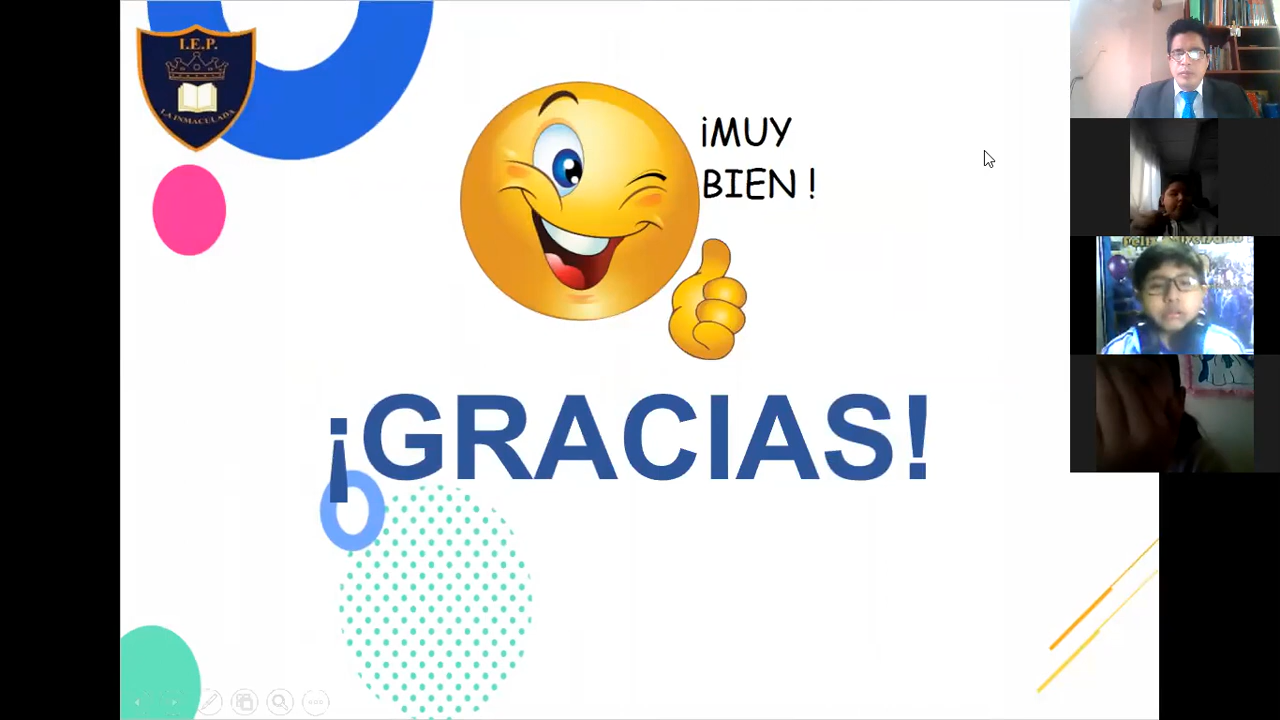 I.E.P.
LA INMACULADA
¡MUY
BIEN !
¡GRACIAS!